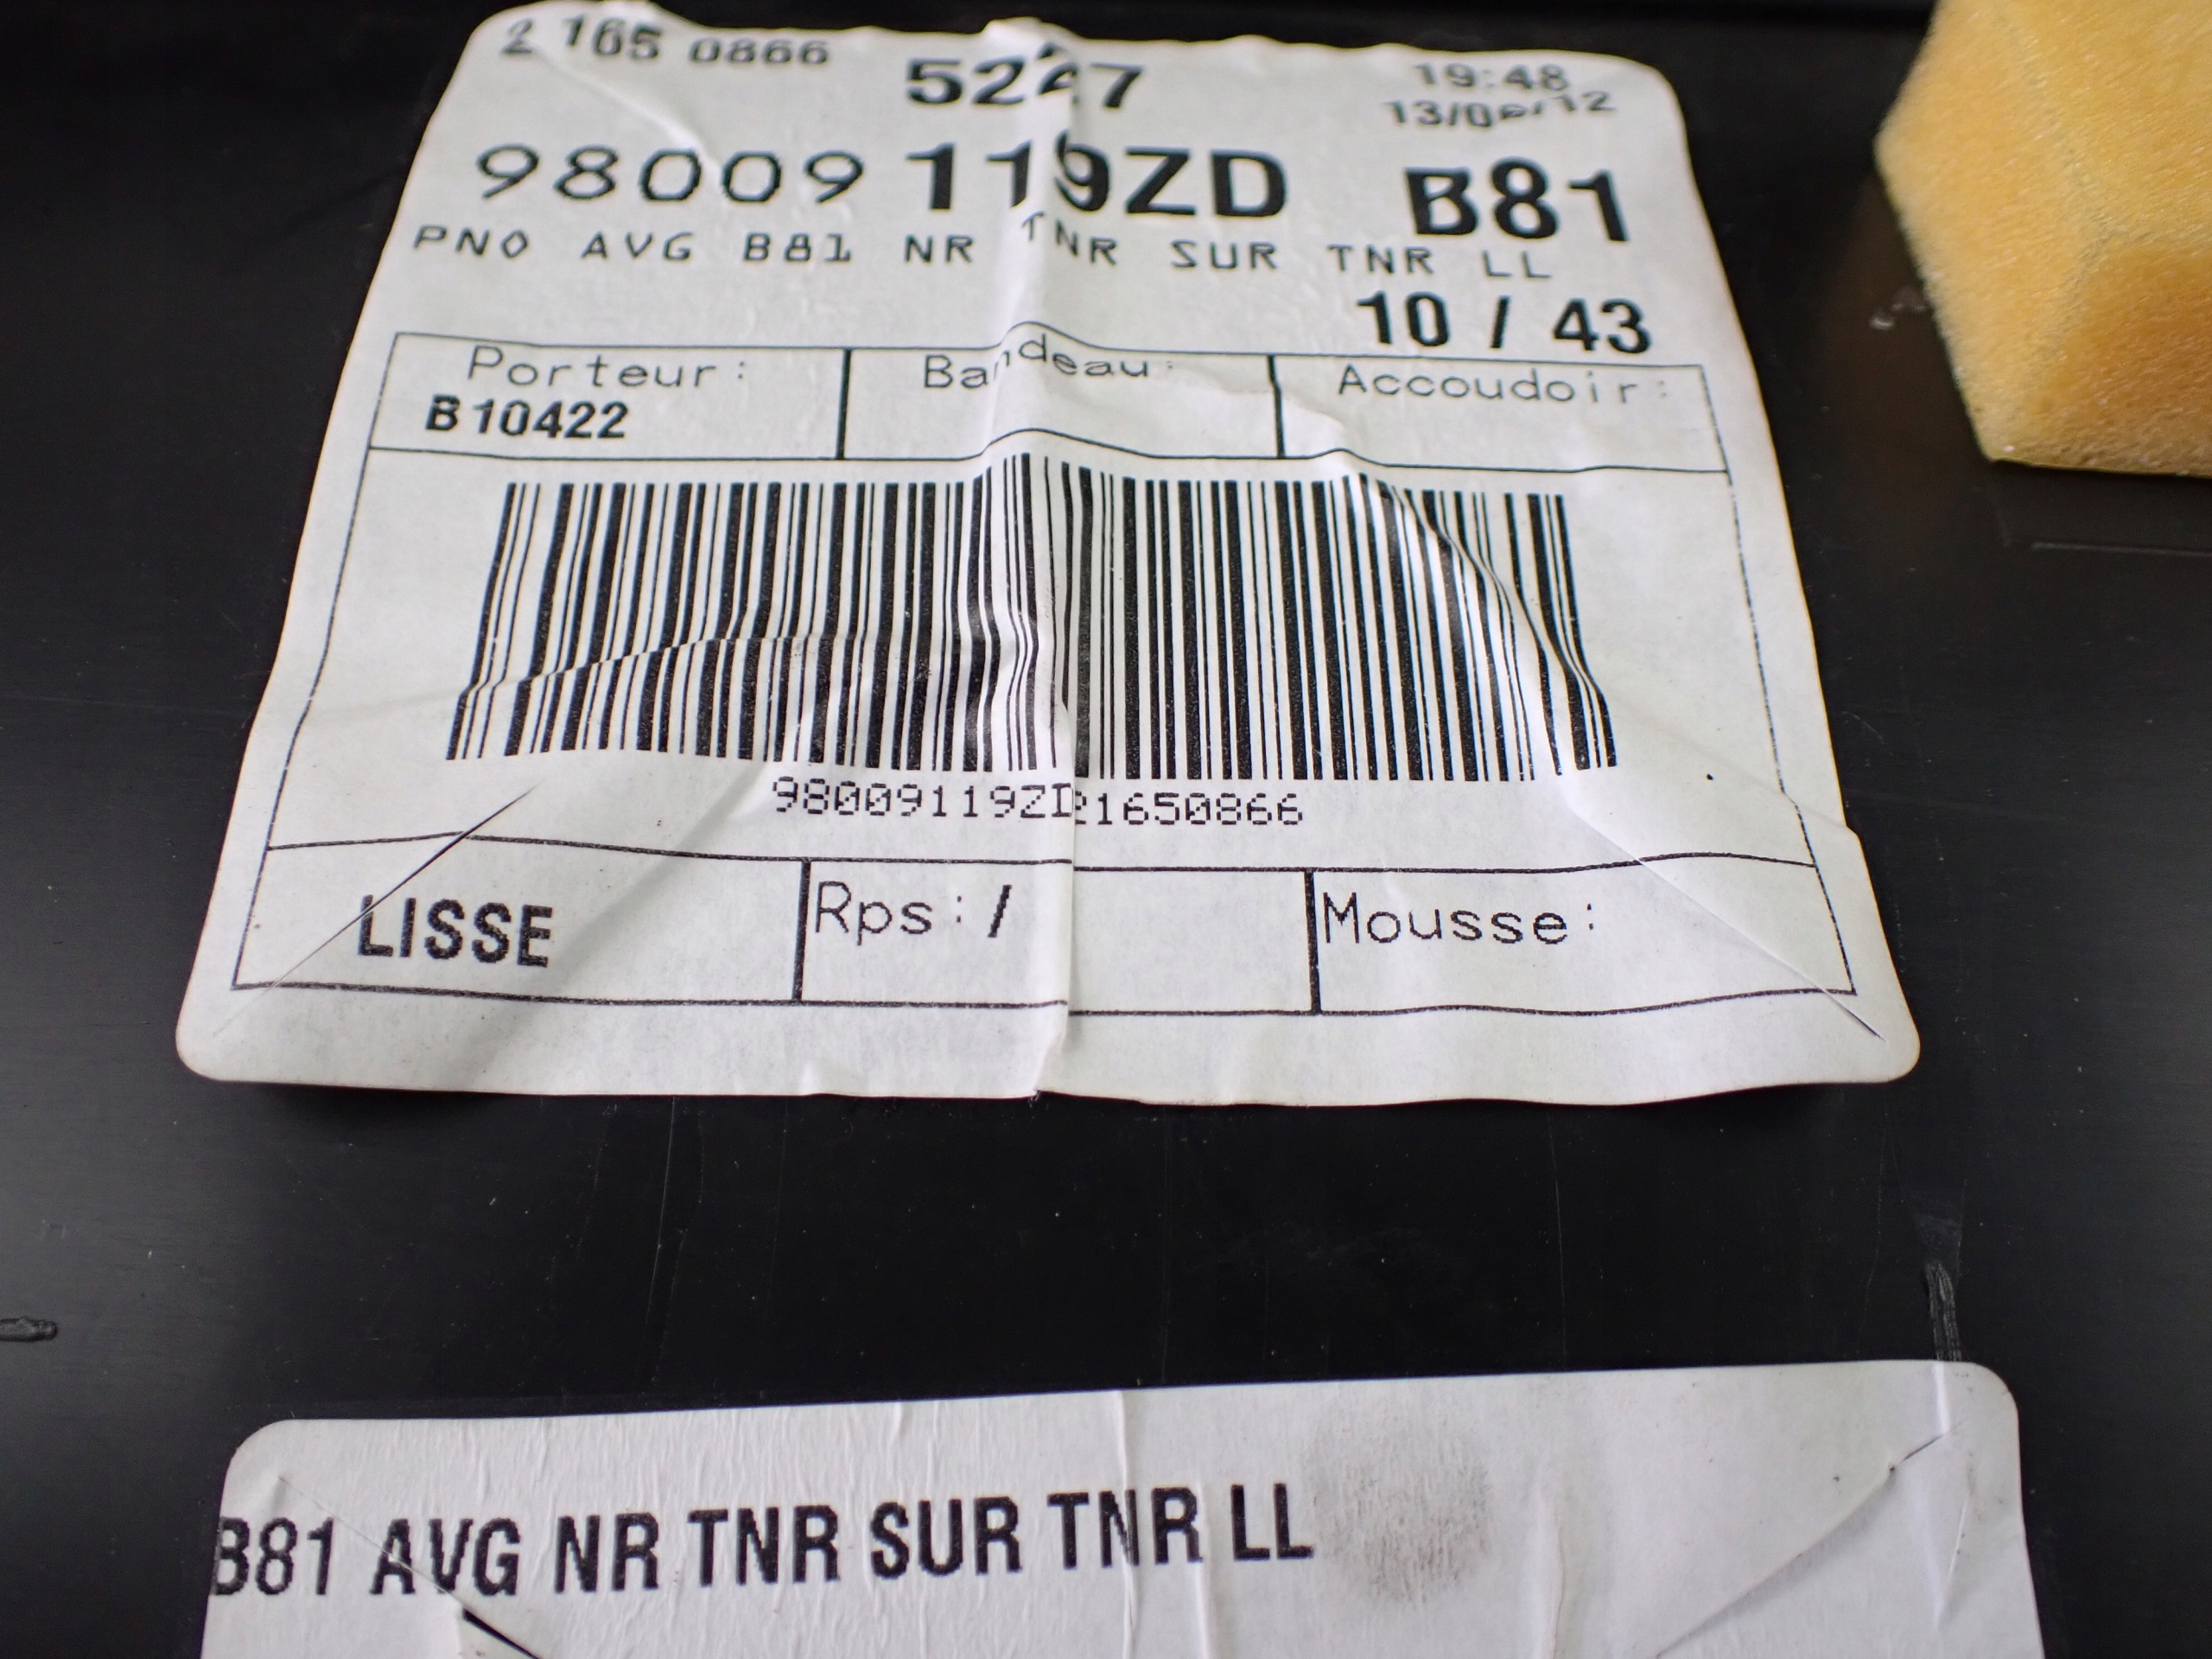 2 165 0866
19:48
98009 119ZD B81
PNO AVG B81 NR TNR SUR TNR LL
10 / 43
Porteur: Bandeau: Accoudoir:
B10422
98009119ZD21650866
LISSE Rps: / Mousse:
B81 AVG NR TNR SUR TNR LL